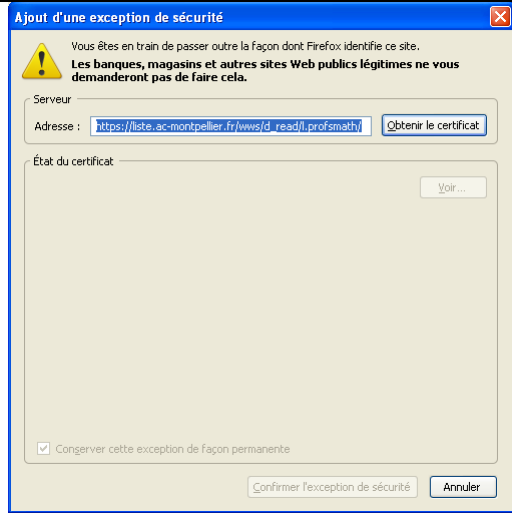 Ajout d'une exception de sécurité
Vous êtes en train de passer outre la façon dont Firefox identifie ce site.
Les banques, magasins et autres sites Web publics légitimes ne vous
demanderont pas de faire cela.
Serveur
Adresse : https://liste.ac-montpellier.fr/wws/d_read/l.profsmath/ Obtenir le certificat
État du certificat
Voir...
Conserver cette exception de façon permanente
Confirmer l'exception de sécurité Annuler